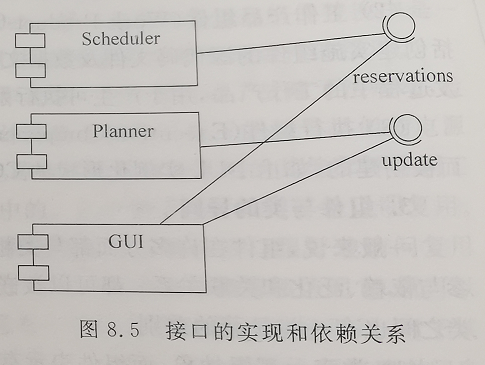 Scheduler
reservations
Planner
update
GUI
图 8.5 接口的实现和依赖关系